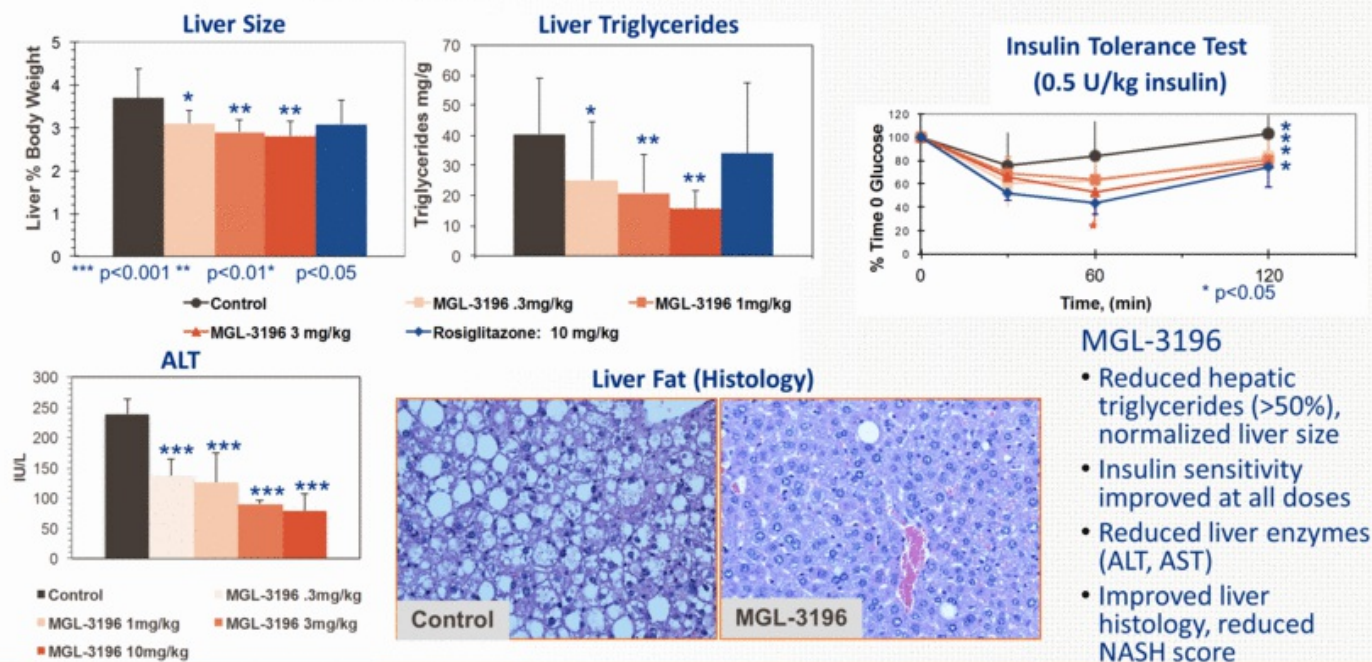 Liver Size
Liver % Body Weight
5
4
3
2
1
0
*
**
**
*** p<0.001 ** p<0.01* p<0.05
Liver Triglycerides
Triglycerides mg/g
70
60
50
40
30
20
10
0
*
**
**
Control
MGL-3196 .3mg/kg
MGL-3196 1mg/kg
MGL-3196 3 mg/kg
Rosiglitazone: 10 mg/kg
Insulin Tolerance Test
(0.5 U/kg insulin)
% Time 0 Glucose
120
100
80
60
40
20
0
*
*
*
*
*
*
0
60
120
Time, (min)
* p<0.05
ALT
IU/L
300
250
200
150
100
50
0
***
***
***
***
Control
MGL-3196 .3mg/kg
MGL-3196 1mg/kg
MGL-3196 3mg/kg
MGL-3196 10mg/kg
Liver Fat (Histology)
Control
MGL-3196
MGL-3196
• Reduced hepatic
triglycerides (>50%),
normalized liver size
• Insulin sensitivity
improved at all doses
• Reduced liver enzymes
(ALT, AST)
• Improved liver
histology, reduced
NASH score